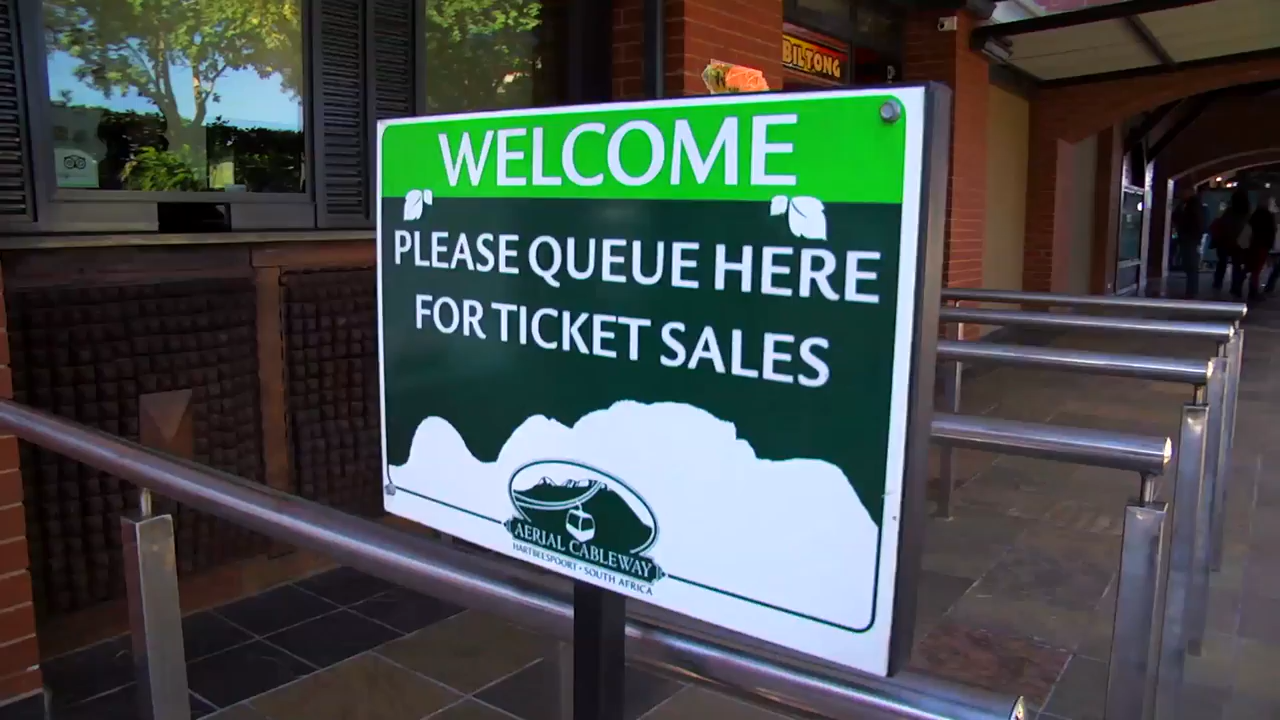 BILTONG
WELCOME
PLEASE QUEUE HERE
FOR TICKET SALES
AERIAL CABLEWAY
HARTBEESPOORT • SOUTH AFRICA